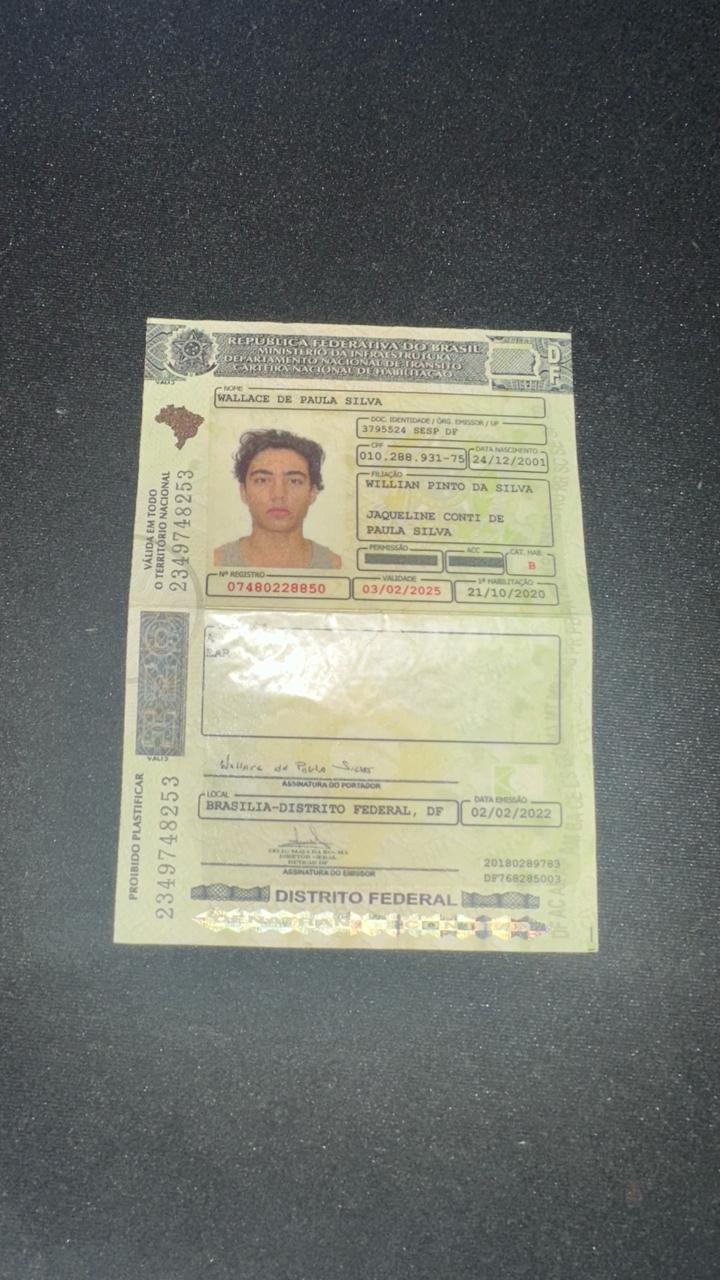 REPÚBLICA FEDERATIVA DO BRASIL
MINISTÉRIO DA INFRAESTRUTURA
DEPARTAMENTO NACIONAL DE TRÂNSITO
CARTEIRA NACIONAL DE HABILITAÇÃO
DF
NOME
WALLACE DE PAULA SILVA
DOC. IDENTIDADE / ÓRG. EMISSOR / UF
3795524 SESP DF
CPF
010.288.931-75
DATA NASCIMENTO
24/12/2001
FILIAÇÃO
WILLIAN PINTO DA SILVA
JAQUELINE CONTI DE
PAULA SILVA
PERMISSÃO
ACC
CAT. HAB.
B
Nº REGISTRO
07480228850
VALIDADE
03/02/2025
1ª HABILITAÇÃO
21/10/2020
VÁLIDA EM TODO
O TERRITÓRIO NACIONAL
2349748253
A
EAR
Wallace de Paula Silva
ASSINATURA DO PORTADOR
LOCAL
BRASILIA-DISTRITO FEDERAL, DF
DATA EMISSÃO
02/02/2022
DIRETOR-GERAL
DETRAN DF
ASSINATURA DO EMISSOR
20180289783
DF768285003
PROIBIDO PLASTIFICAR
2349748253
DISTRITO FEDERAL